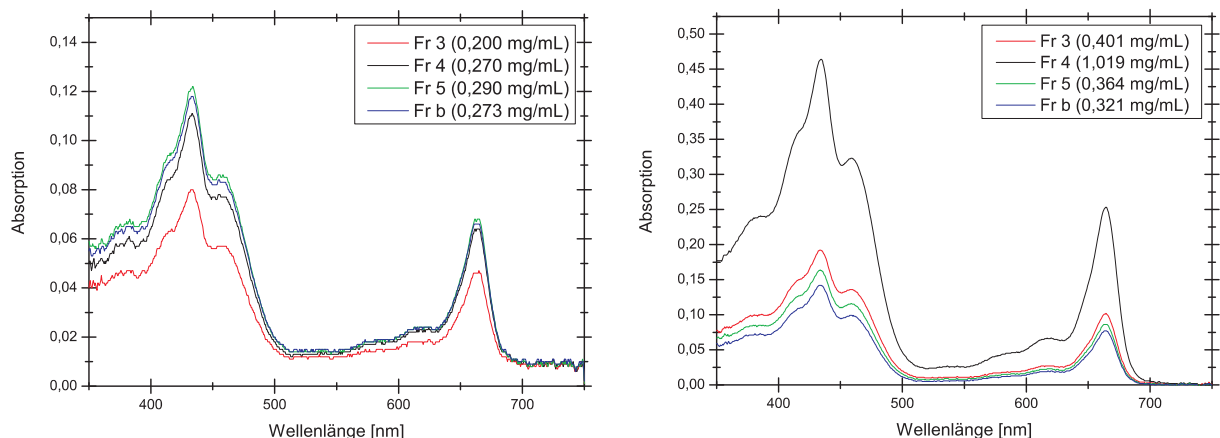 0,14
0,12
0,10
0,08
0,06
0,04
0,02
0,00
Absorption
400
500
600
700
Wellenlänge [nm]
Fr 3 (0,200 mg/mL)
Fr 4 (0,270 mg/mL)
Fr 5 (0,290 mg/mL)
Fr b (0,273 mg/mL)
0,50
0,45
0,40
0,35
0,30
0,25
0,20
0,15
0,10
0,05
0,00
Absorption
400
500
600
700
Wellenlänge [nm]
Fr 3 (0,401 mg/mL)
Fr 4 (1,019 mg/mL)
Fr 5 (0,364 mg/mL)
Fr b (0,321 mg/mL)